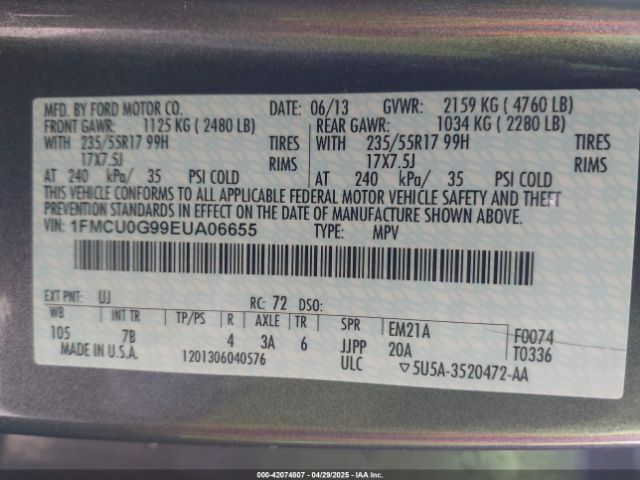 MFD. BY FORD MOTOR CO. DATE: 06/13 GVWR: 2159 KG ( 4760 LB)
FRONT GAWR: 1125 KG ( 2480 LB) REAR GAWR: 1034 KG ( 2280 LB)
WITH 235/55R17 99H TIRES WITH 235/55R17 99H TIRES
17X7.5J RIMS 17X7.5J RIMS
AT 240 kPa/ 35 PSI COLD AT 240 kPa/ 35 PSI COLD
THIS VEHICLE CONFORMS TO ALL APPLICABLE FEDERAL MOTOR VEHICLE SAFETY AND THEFT
PREVENTION STANDARDS IN EFFECT ON THE DATE OF MANUFACTURE SHOWN ABOVE.
VIN: 1FMCU0G99EUA06655 TYPE: MPV
EXT PNT: UJ RC: 72 DSO:
WB INT TR TP/PS R AXLE TR SPR EM21A F0074
105 7B 4 3A 6 JJPP 20A T0336
MADE IN U.S.A. 1201306040576 ULC ▽5U5A-3520472-AA
000-42074807 - 04/29/2025 - IAA Inc.